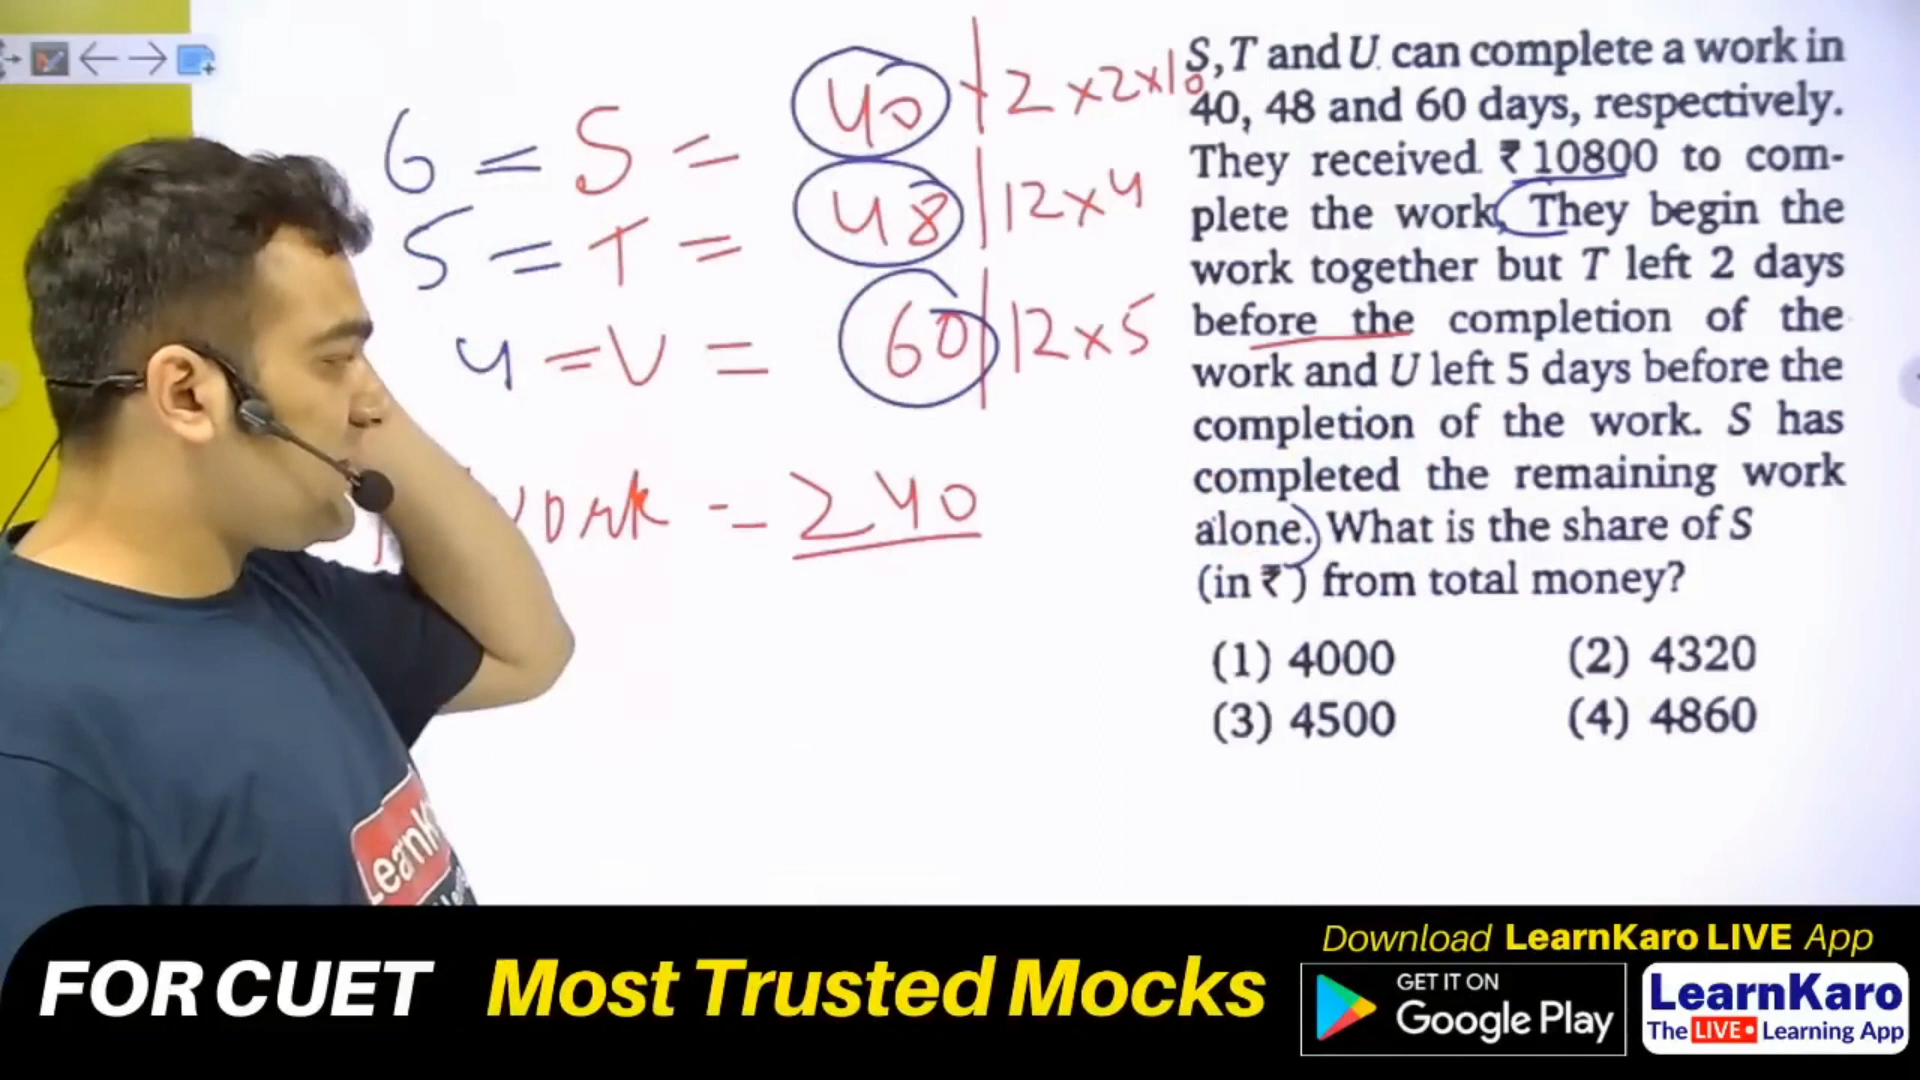 6 = S = 40 | 2 × 2 × 10
5 = T = 48 | 12 × 4
4 = U = 60 | 12 × 5
work = 240
S, T and U can complete a work in
40, 48 and 60 days, respectively.
They received ₹ 10800 to com-
plete the work. They begin the
work together but T left 2 days
before the completion of the
work and U left 5 days before the
completion of the work. S has
completed the remaining work
alone. What is the share of S
(in ₹) from total money?
(1) 4000 (2) 4320
(3) 4500 (4) 4860
LearnK
FOR CUET Most Trusted Mocks
Download LearnKaro LIVE App
GET IT ON
Google Play
LearnKaro
The LIVE Learning App